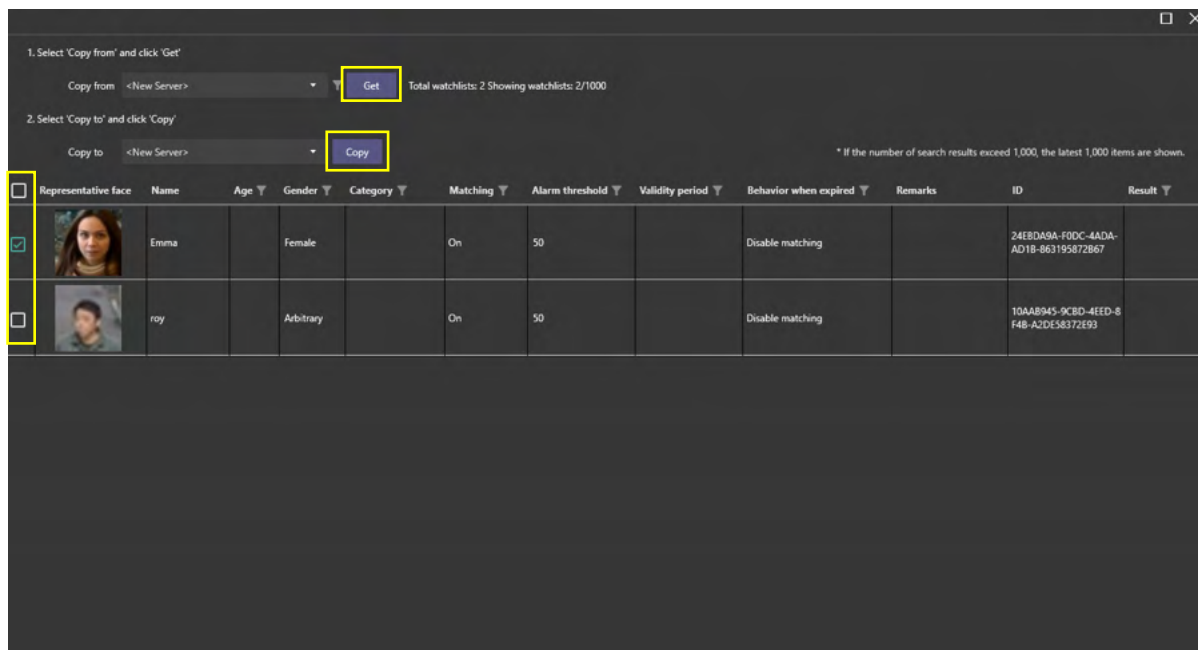 1. Select 'Copy from' and click 'Get'
Copy from <New Server> Get Total watchlists: 2 Showing watchlists: 2/1000
2. Select 'Copy to' and click 'Copy'
Copy to <New Server> Copy * If the number of search results exceed 1,000, the latest 1,000 items are shown.
Representative face Name Age Gender Category Matching Alarm threshold Validity period Behavior when expired Remarks ID Result
Emma Female On 50 Disable matching 24EBDA9A-F0DC-4ADA-
AD1B-863195872B67
roy Arbitrary On 50 Disable matching 10AAB945-9CBD-4EED-8
F4B-A2DE58372E93